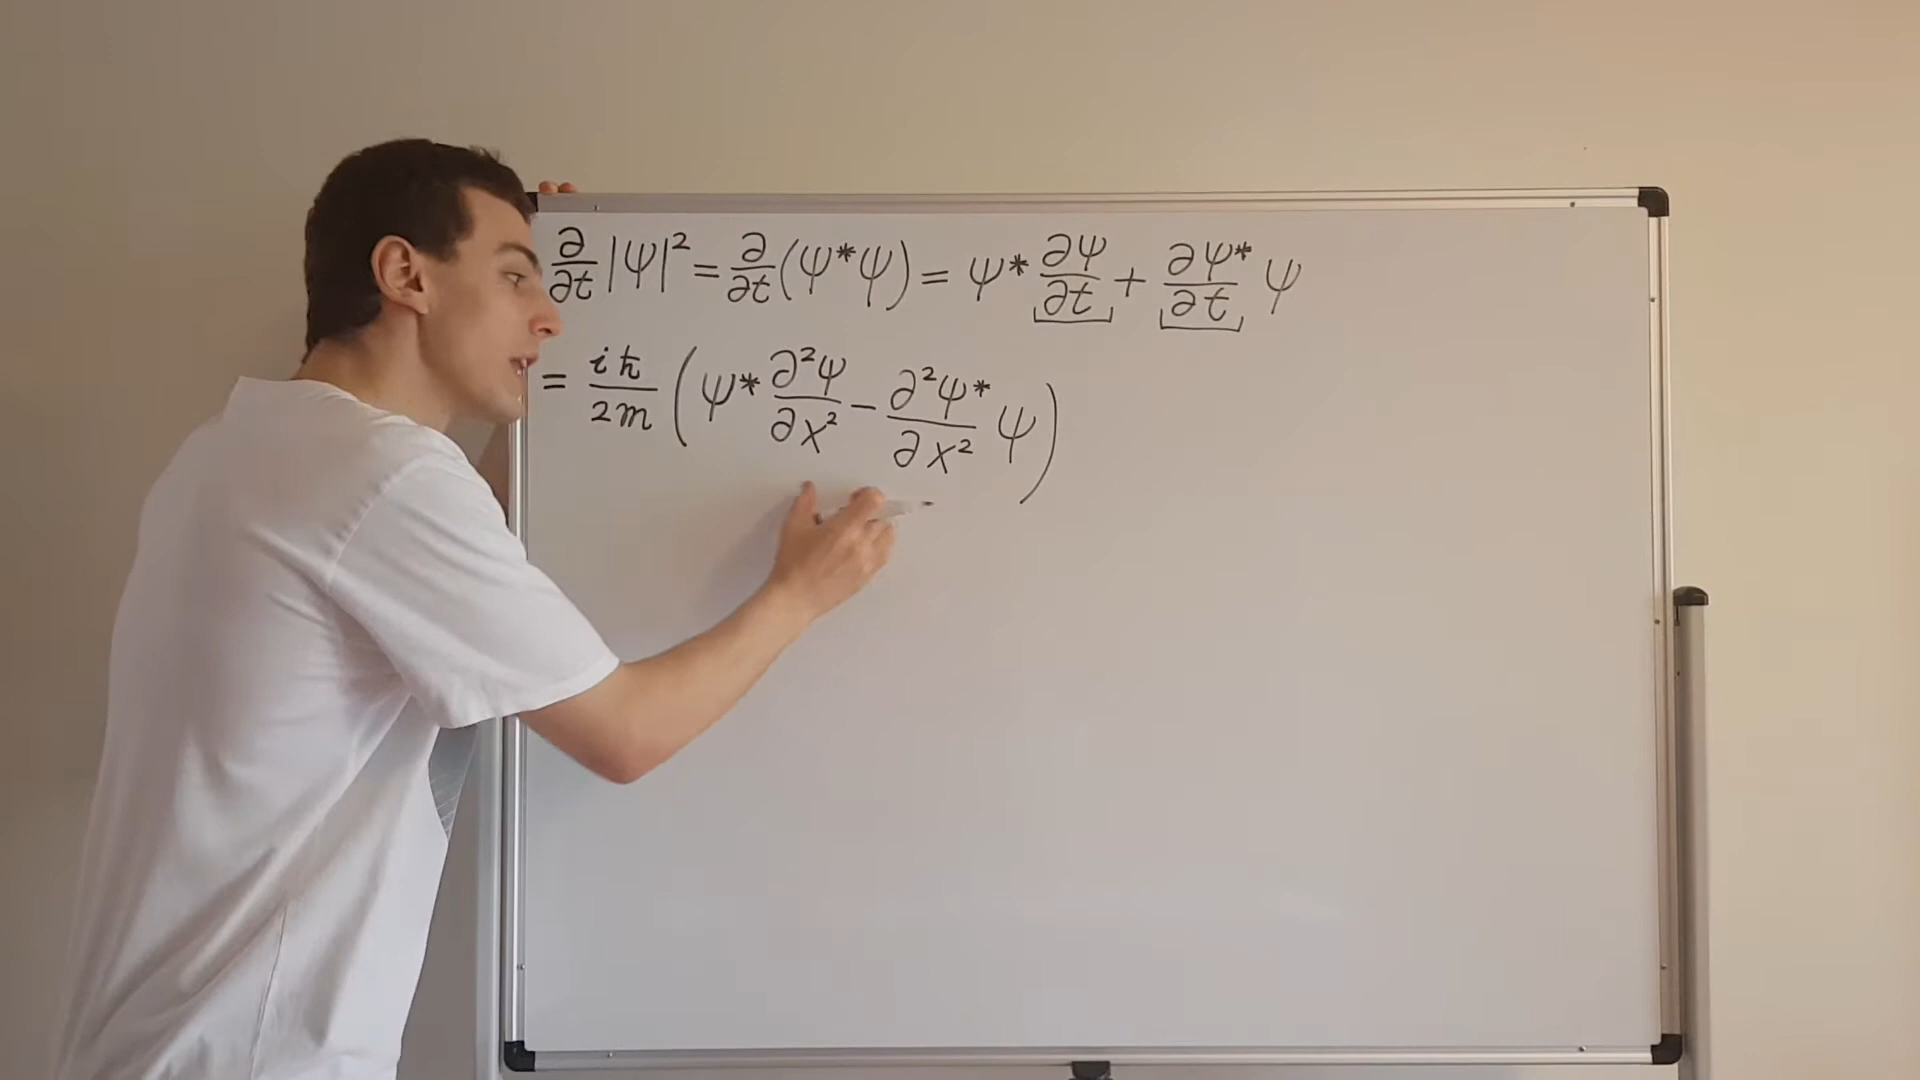 ∂/∂t |ψ|² = ∂/∂t (ψ*ψ) = ψ* ∂ψ/∂t + ∂ψ*/∂t ψ
= iħ/2m (ψ* ∂²ψ/∂x² - ∂²ψ*/∂x² ψ)